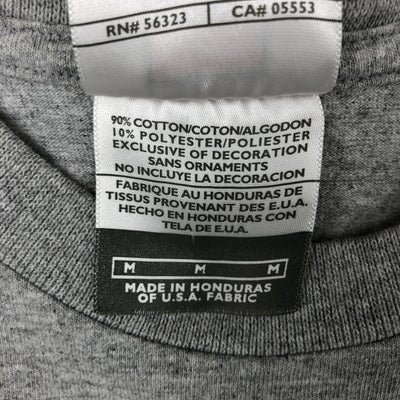 RN# 56323 CA# 05553
90% COTTON/COTON/ALGODON
10% POLYESTER/POLIESTER
EXCLUSIVE OF DECORATION
SANS ORNAMENTS
NO INCLUYE LA DECORACION
FABRIQUE AU HONDURAS DE
TISSUS PROVENANT DES E.U.A.
HECHO EN HONDURAS CON
TELA DE E.U.A.
M M M
MADE IN HONDURAS
OF U.S.A. FABRIC